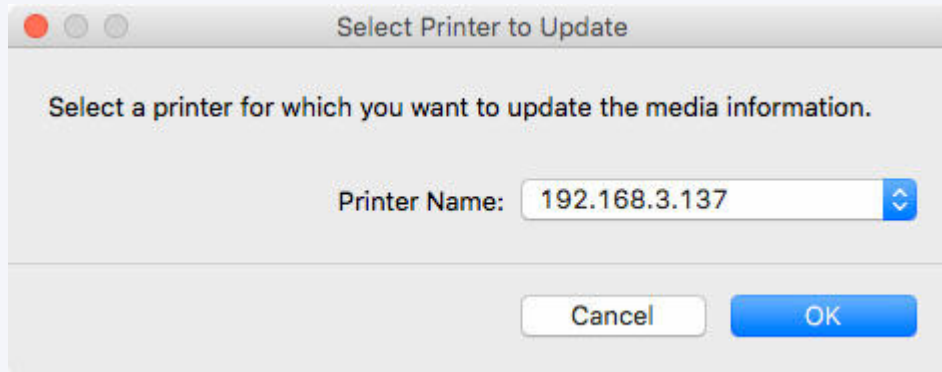 Select Printer to Update
Select a printer for which you want to update the media information.
Printer Name: 192.168.3.137
Cancel OK